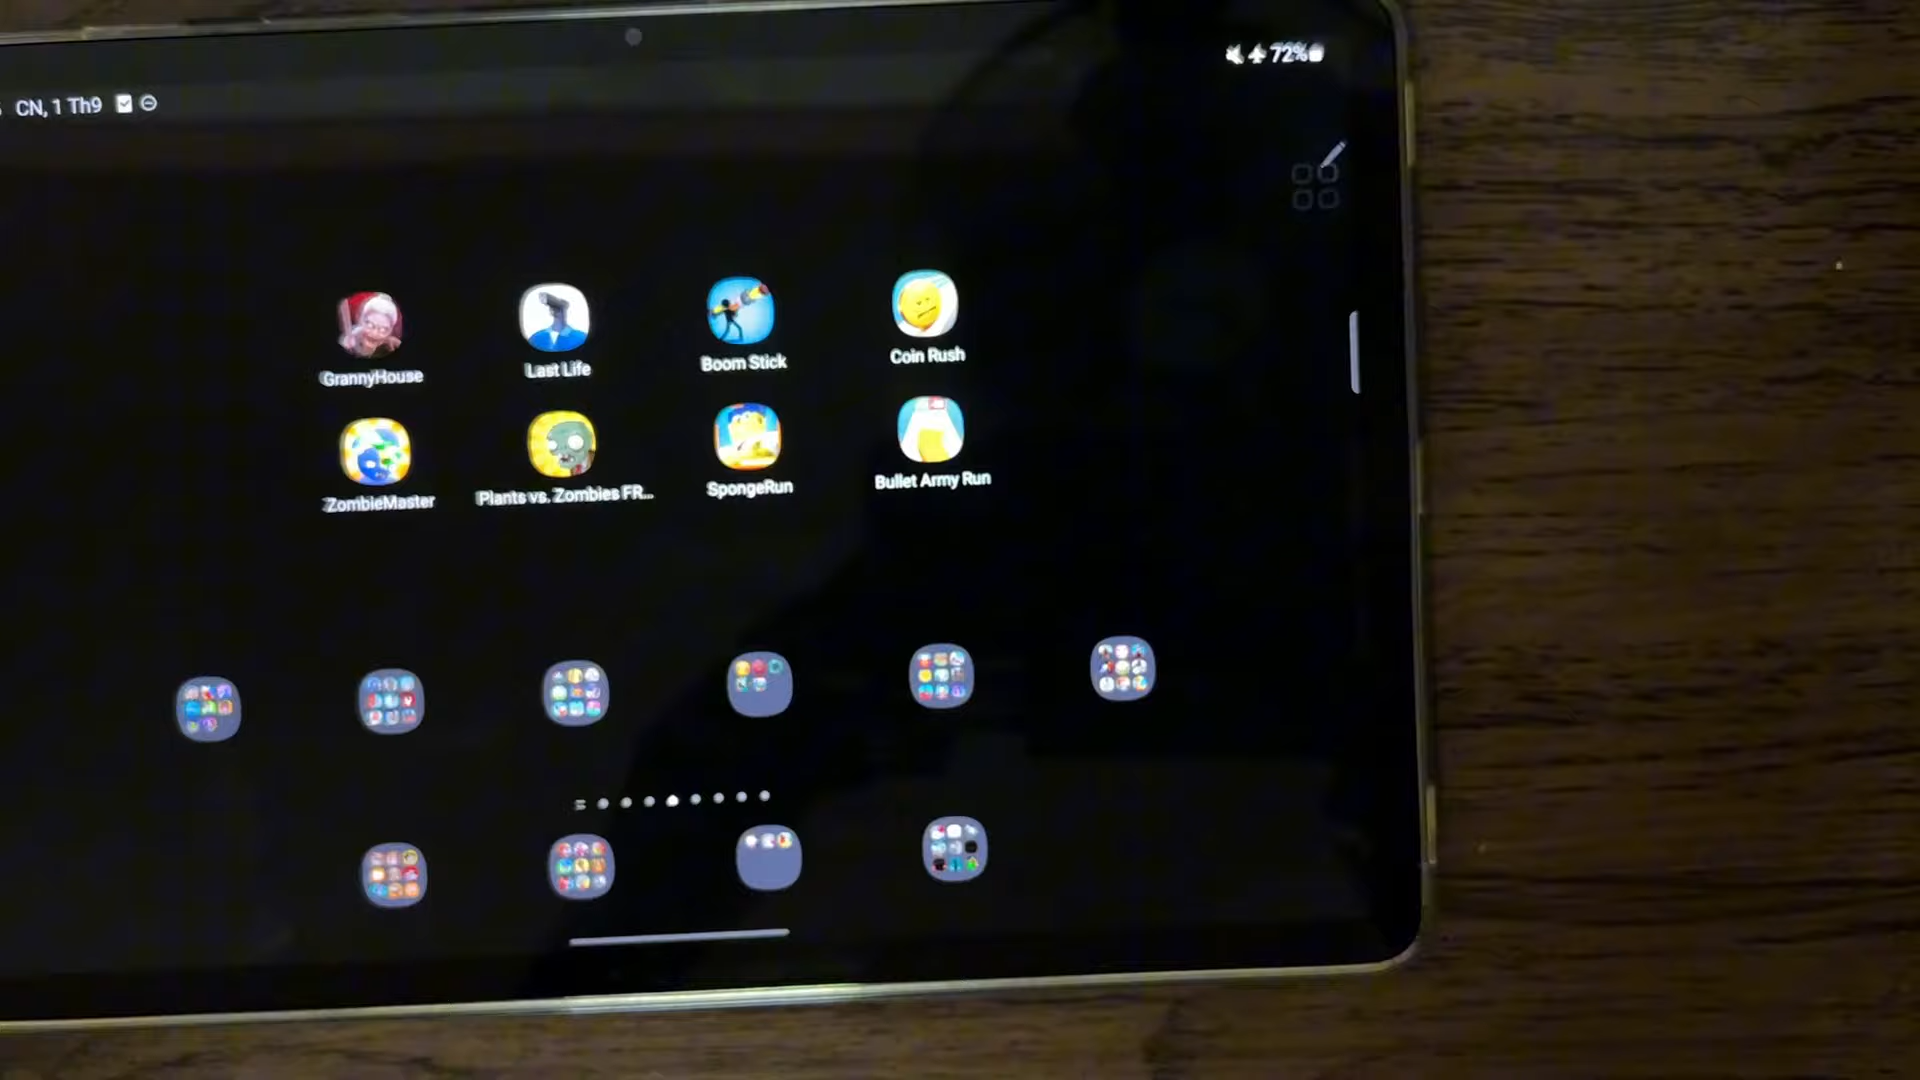 72%
CN, 1 Th9
GrannyHouse
Last Life
Boom Stick
Coin Rush
ZombieMaster
Plants vs. Zombies FR...
SpongeRun
Bullet Army Run